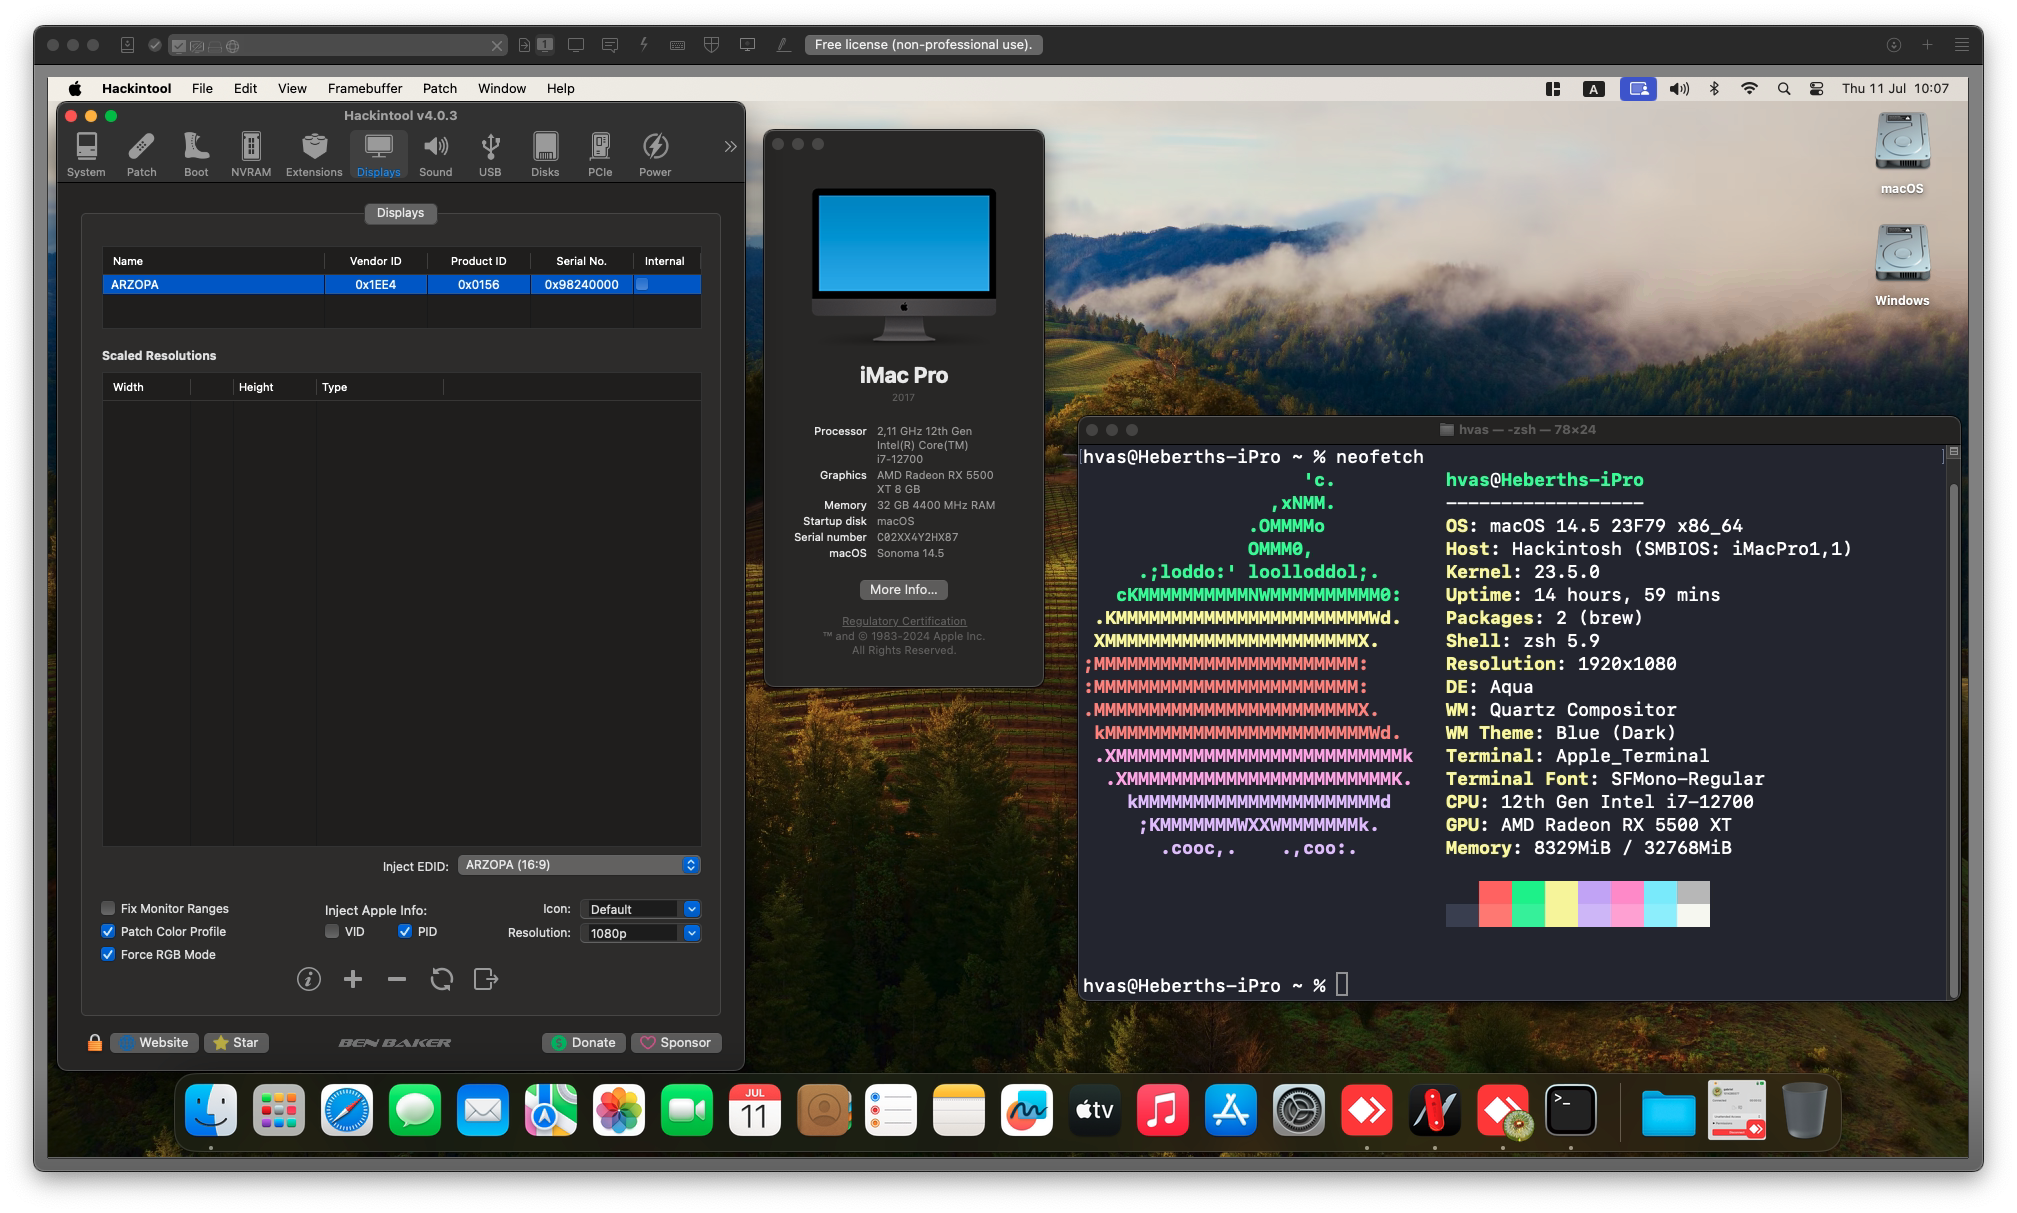 1
Free license (non-professional use).
Hackintool File Edit View Framebuffer Patch Window Help
A
Thu 11 Jul 10:07
Hackintool v4.0.3
System Patch Boot NVRAM Extensions Displays Sound USB Disks PCIe Power
Displays
Name Vendor ID Product ID Serial No. Internal
ARZOPA 0x1EE4 0x0156 0x98240000
Scaled Resolutions
Width Height Type
Inject EDID: ARZOPA (16:9)
Fix Monitor Ranges
Inject Apple Info:
Icon: Default
Patch Color Profile
VID PID
Resolution: 1080p
Force RGB Mode
Website Star BEN BAKER Donate Sponsor
iMac Pro
2017
Processor 2,11 GHz 12th Gen
Intel(R) Core(TM)
i7-12700
Graphics AMD Radeon RX 5500
XT 8 GB
Memory 32 GB 4400 MHz RAM
Startup disk macOS
Serial number C02XX4Y2HX87
macOS Sonoma 14.5
More Info...
Regulatory Certification
™ and © 1983-2024 Apple Inc.
All Rights Reserved.
macOS
Windows
hvas — -zsh — 78×24
hvas@Heberths-iPro ~ % neofetch
'c. hvas@Heberths-iPro
,xNMM. ------------------
.OMMMMo OS: macOS 14.5 23F79 x86_64
OMMM0, Host: Hackintosh (SMBIOS: iMacPro1,1)
.;loddo:' loolloddol;. Kernel: 23.5.0
cKMMMMMMMMMMNWMMMMMMMMMM0: Uptime: 14 hours, 59 mins
.KMMMMMMMMMMMMMMMMMMMMMMMWd. Packages: 2 (brew)
XMMMMMMMMMMMMMMMMMMMMMMMX. Shell: zsh 5.9
;MMMMMMMMMMMMMMMMMMMMMMMM: Resolution: 1920x1080
:MMMMMMMMMMMMMMMMMMMMMMMM: DE: Aqua
.MMMMMMMMMMMMMMMMMMMMMMMMX. WM: Quartz Compositor
kMMMMMMMMMMMMMMMMMMMMMMMMWd. WM Theme: Blue (Dark)
.XMMMMMMMMMMMMMMMMMMMMMMMMMMk Terminal: Apple_Terminal
.XMMMMMMMMMMMMMMMMMMMMMMMMK. Terminal Font: SFMono-Regular
kMMMMMMMMMMMMMMMMMMMMMMd CPU: 12th Gen Intel i7-12700
;KMMMMMMMWXXWMMMMMMMk. GPU: AMD Radeon RX 5500 XT
.cooc,. .,coo:. Memory: 8329MiB / 32768MiB
hvas@Heberths-iPro ~ %
JUL
11
tv
>_